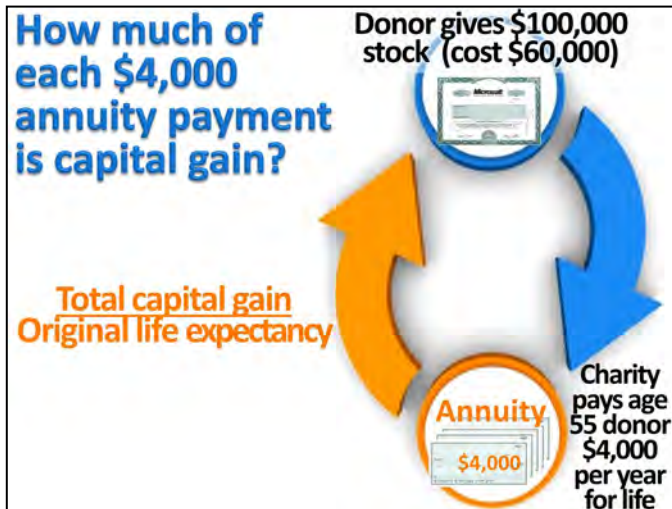 How much of
each $4,000
annuity payment
is capital gain?
Donor gives $100,000
stock (cost $60,000)
Microsoft
Total capital gain
Original life expectancy
Annuity
$4,000
Charity
pays age
55 donor
$4,000
per year
for life